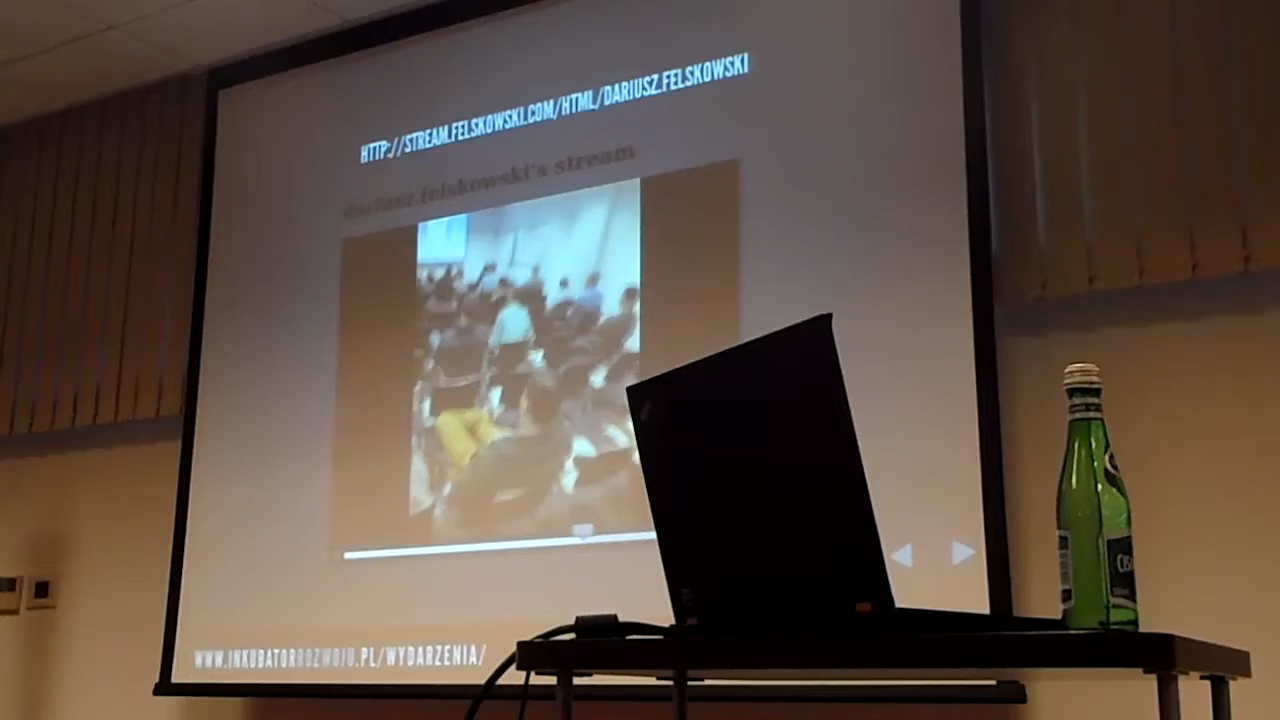 HTTP://STREAM.FELSKOWSKI.COM/HTML/DARIUSZ.FELSKOWSKI
dariusz.felskowski's stream
WWW.INKUBATORROZWOJU.PL/WYDARZENIA/